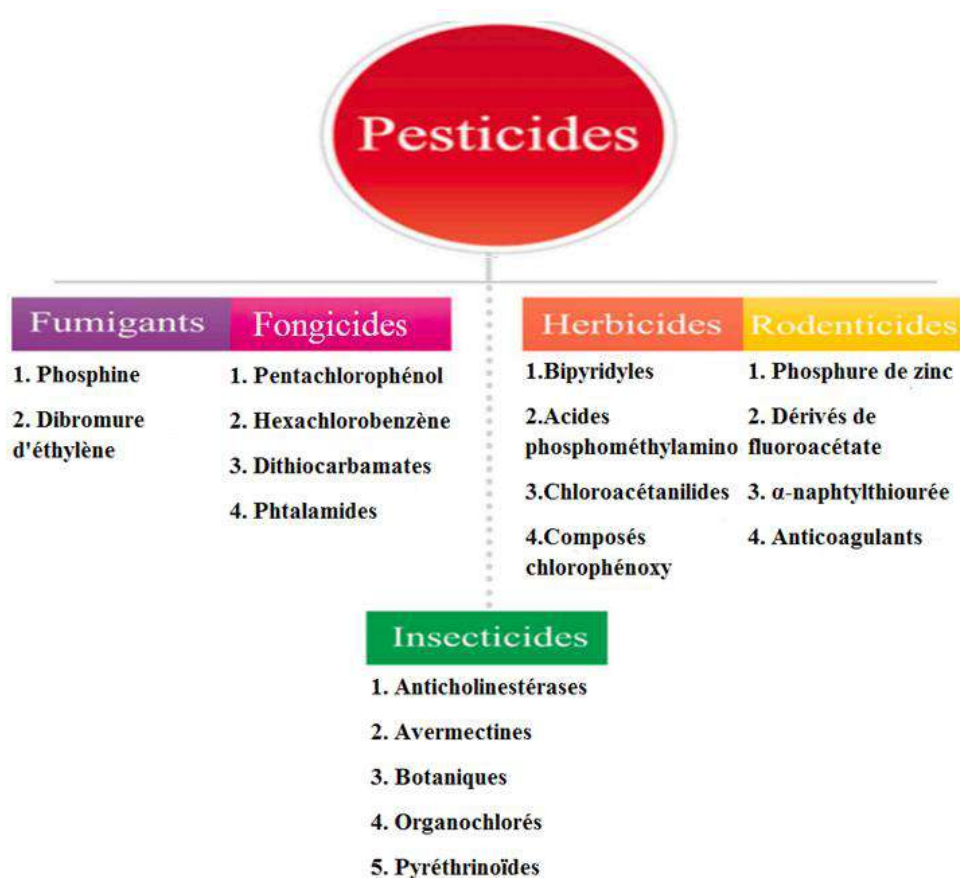 Pesticides
Fumigants
1. Phosphine
2. Dibromure
d'éthylène
Fongicides
1. Pentachlorophénol
2. Hexachlorobenzène
3. Dithiocarbamates
4. Phtalamides
Herbicides
1.Bipyridyles
2.Acides
phosphométhylamino
3.Chloroacétanilides
4.Composés
chlorophénoxy
Rodenticides
1. Phosphure de zinc
2. Dérivés de
fluoroacétate
3. α-naphtylthiourée
4. Anticoagulants
Insecticides
1. Anticholinestérases
2. Avermectines
3. Botaniques
4. Organochlorés
5. Pyréthrinoïdes